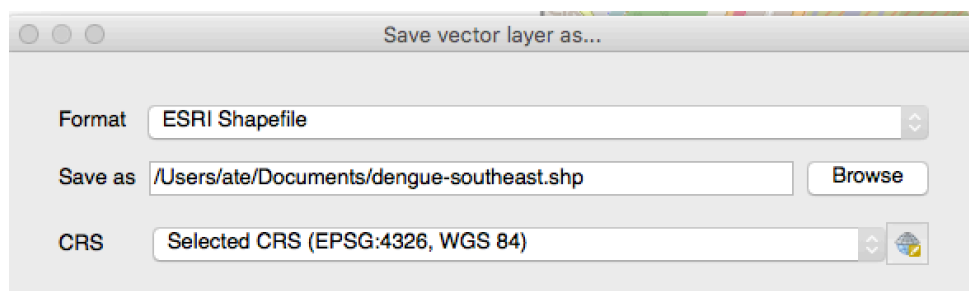 Save vector layer as...
Format ESRI Shapefile
Save as /Users/ate/Documents/dengue-southeast.shp Browse
CRS Selected CRS (EPSG:4326, WGS 84)